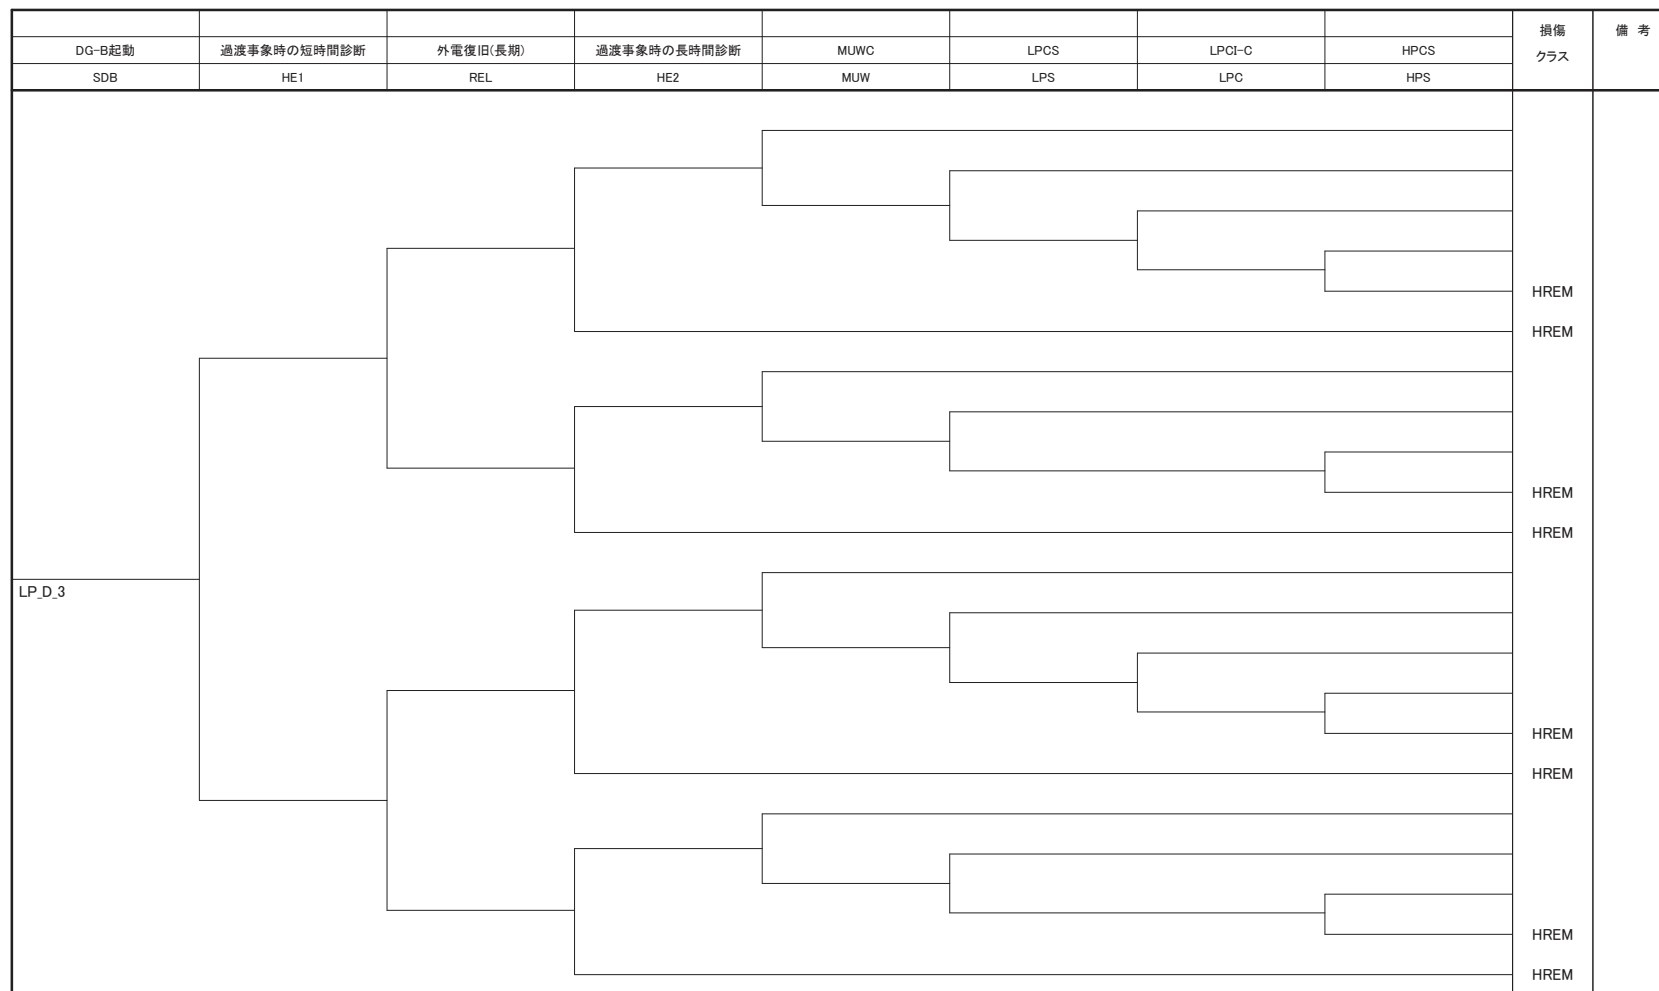 損傷 備 考
DG-B起動 過渡事象時の短時間診断 外電復旧(長期) 過渡事象時の長時間診断 MUWC LPCS LPCI-C HPCS
クラス
SDB HE1 REL HE2 MUW LPS LPC HPS
HREM
HREM
HREM
HREM
LP_D_3
HREM
HREM
HREM
HREM